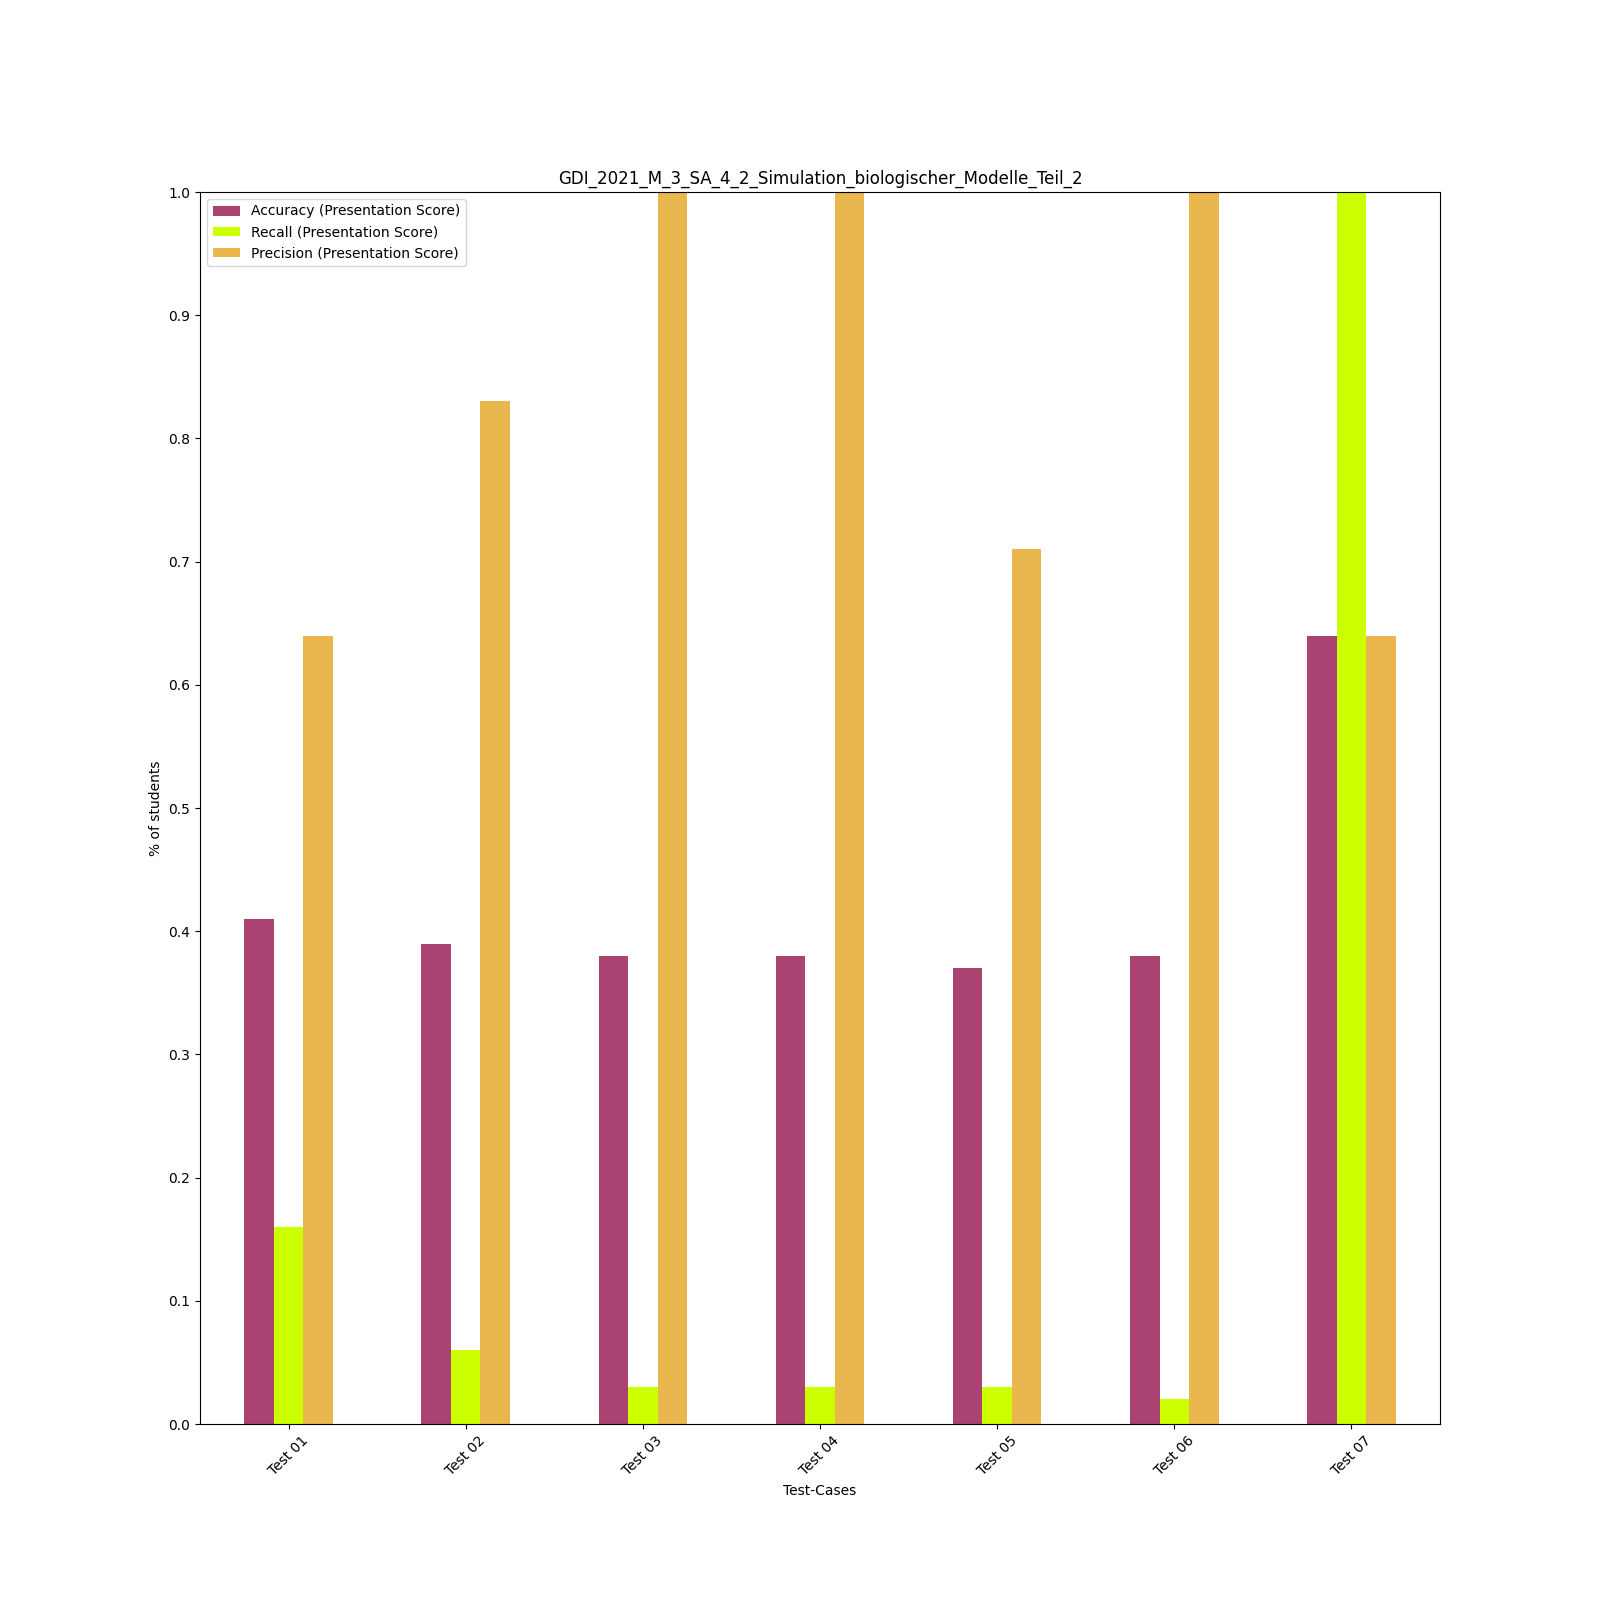 GDI_2021_M_3_SA_4_2_Simulation_biologischer_Modelle_Teil_2
1.0
Accuracy (Presentation Score)
Recall (Presentation Score)
Precision (Presentation Score)
0.9
0.8
0.7
0.6
0.5
0.4
0.3
0.2
0.1
0.0
% of students
Test 01
Test 02
Test 03
Test 04
Test 05
Test 06
Test 07
Test-Cases